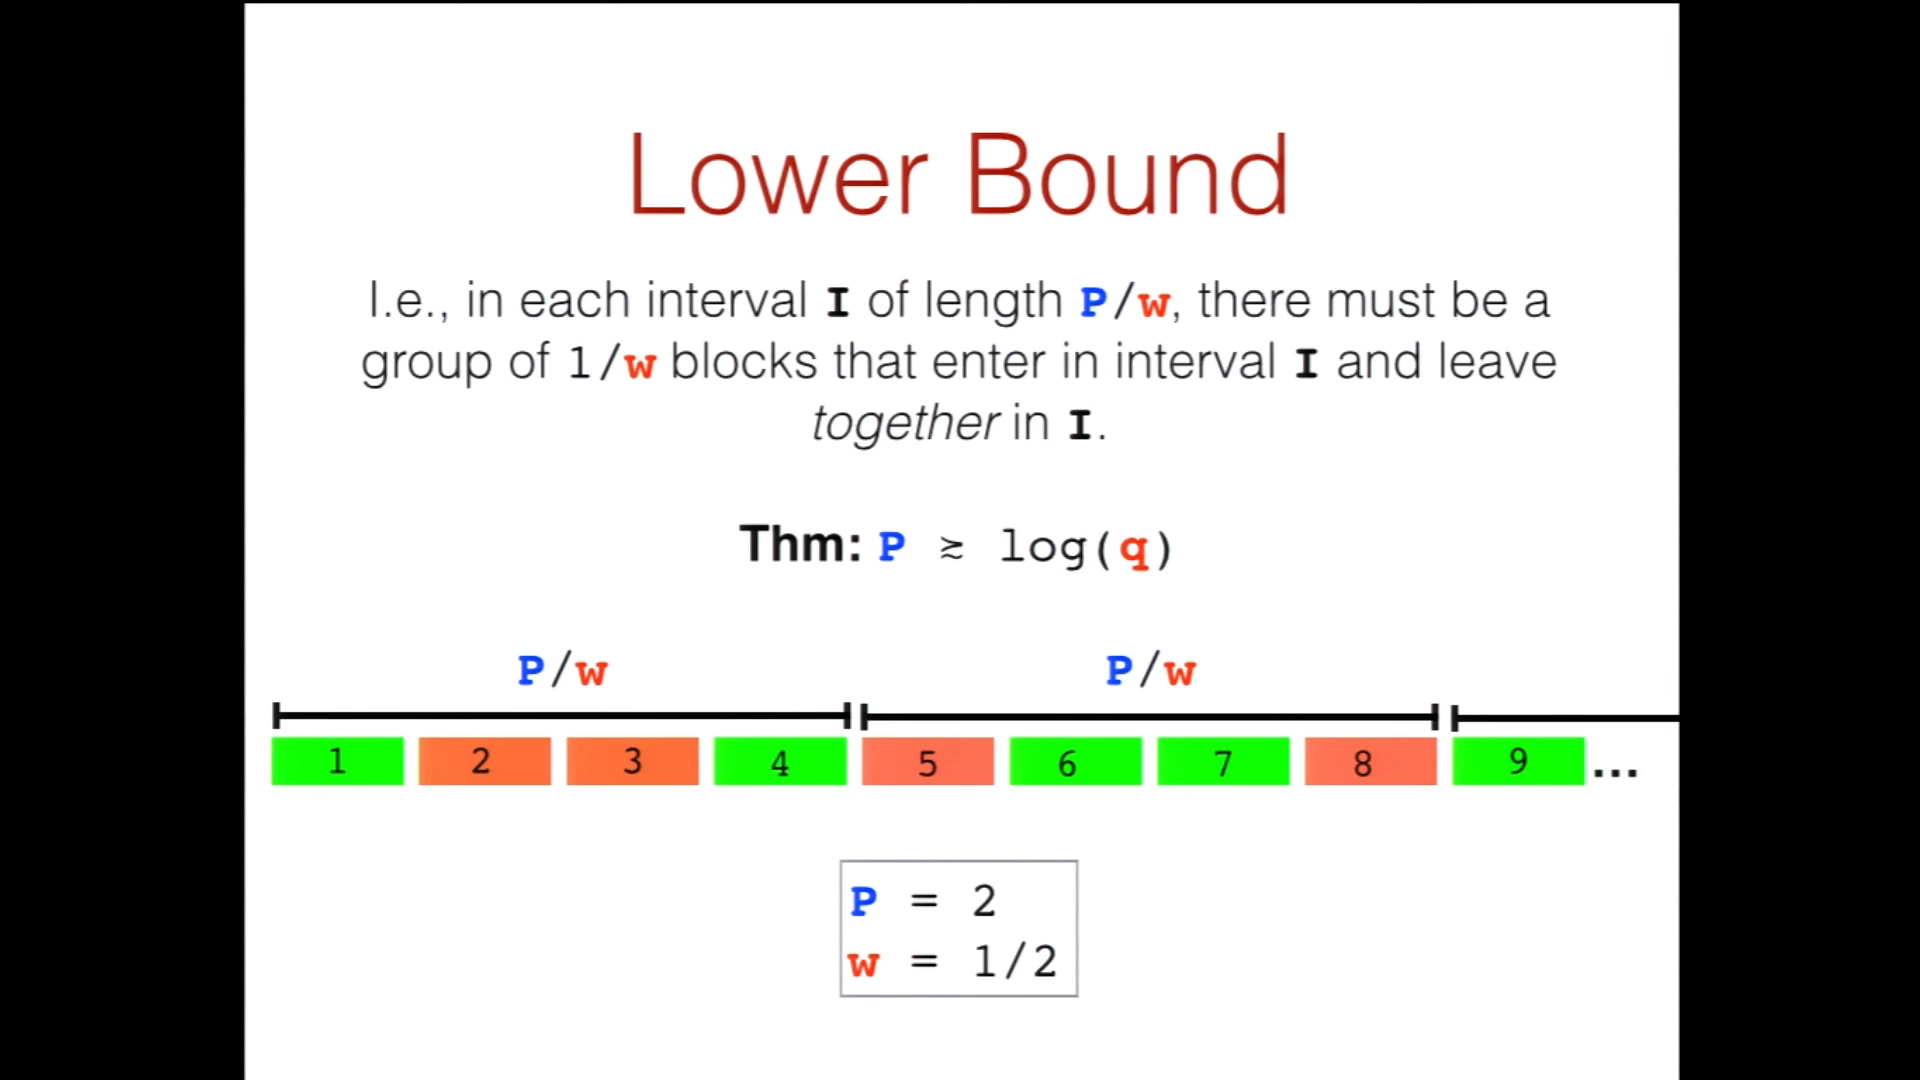 Lower Bound
I.e., in each interval I of length P/w, there must be a
group of 1/w blocks that enter in interval I and leave
together in I.
Thm: P ≳ log(q)
P/w P/w
1 2 3 4 5 6 7 8 9 ...
P = 2
w = 1/2